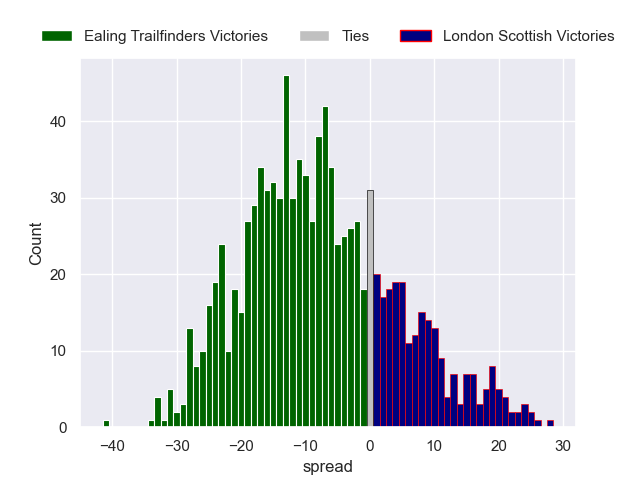 Ealing Trailfinders Victories Ties London Scottish Victories
40
30
20
10
0
Count
−40 −30 −20 −10 0 10 20 30
spread